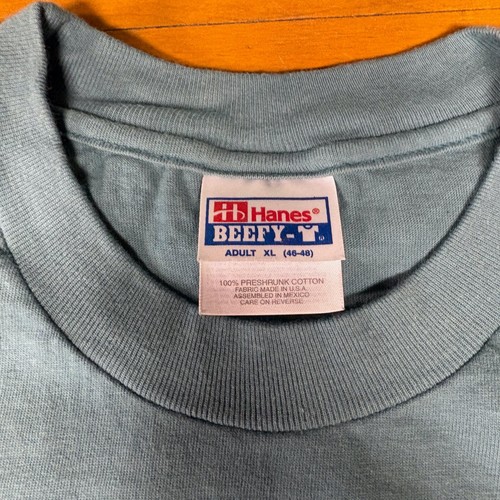 Hanes®
BEEFY-T®
ADULT XL (46-48)
100% PRESHRUNK COTTON
FABRIC MADE IN U.S.A.
ASSEMBLED IN MEXICO
CARE ON REVERSE